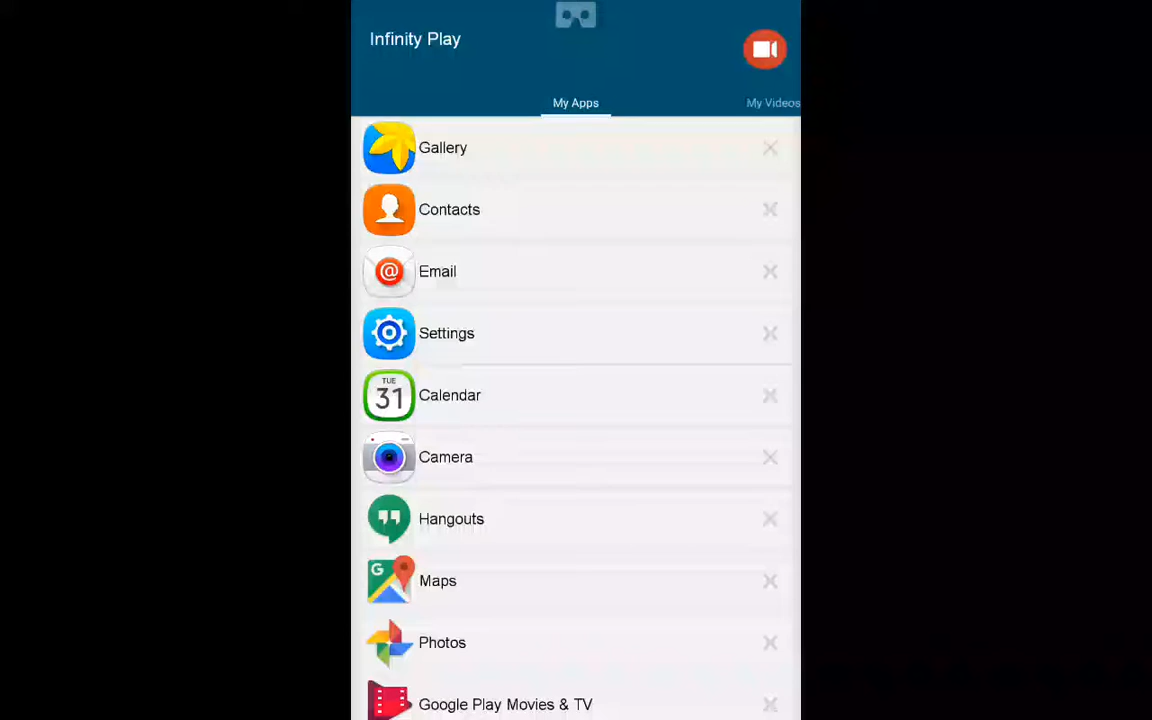 Infinity Play
My Apps
My Videos
Gallery
Contacts
@
Email
Settings
TUE
31
Calendar
Camera
Hangouts
G
Maps
Photos
Google Play Movies & TV